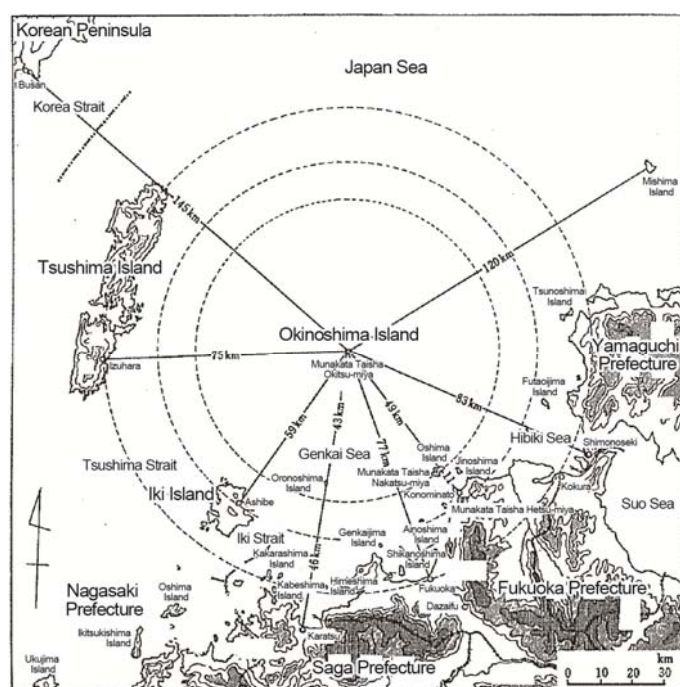 Korean Peninsula
Busan
Korea Strait
Japan Sea
145 km
Mishima
Island
120 km
Tsushima Island
Tsunoshima
Island
Okinoshima Island
Munakata Taisha
Okitsu-miya
Yamaguchi
Prefecture
Izuhara
75 km
Futaoijima
Island
59 km
43 km
77 km
49 km
Hibiki Sea
Shimonoseki
Tsushima Strait
Genkai Sea
Oshima
Island
Jinoshima
Island
Iki Island
Ashibe
Oronoshima
Island
Munakata Taisha
Nakatsu-miya
Konominato
Kokura
Suo Sea
Munakata Taisha Hetsu-miya
Iki Strait
Genkaijima
Island
Ainoshima
Island
Kakarashima
Island
46 km
Shikanoshima
Island
Nagasaki
Prefecture
Oshima
Island
Kabeshima
Island
Himeshima
Island
Fukuoka
Fukuoka Prefecture
Dazaifu
Ikitsukishima
Island
Karatsu
Saga Prefecture
Ukujima
Island
km
0 10 20 30